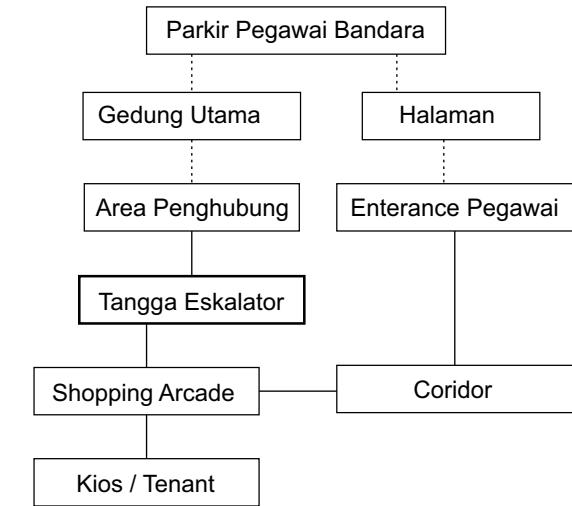 Parkir Pegawai Bandara
Gedung Utama
Halaman
Area Penghubung
Enterance Pegawai
Tangga Eskalator
Shopping Arcade
Coridor
Kios / Tenant